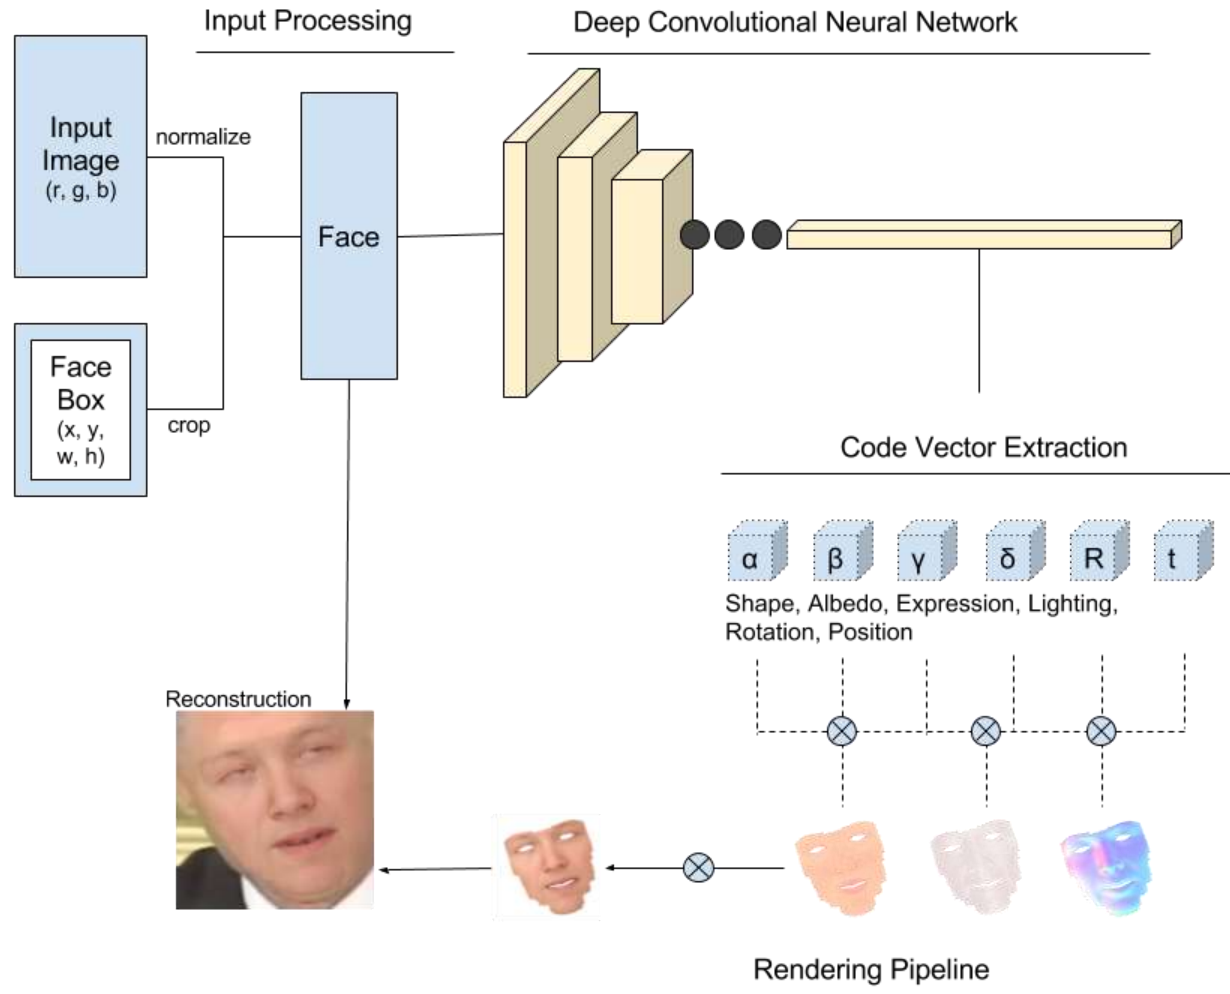 Input Processing
Deep Convolutional Neural Network
Input
Image
(r, g, b)
normalize
Face
Face
Box
(x, y,
w, h)
crop
Code Vector Extraction
α β γ δ R t
Shape, Albedo, Expression, Lighting,
Rotation, Position
Reconstruction
Rendering Pipeline